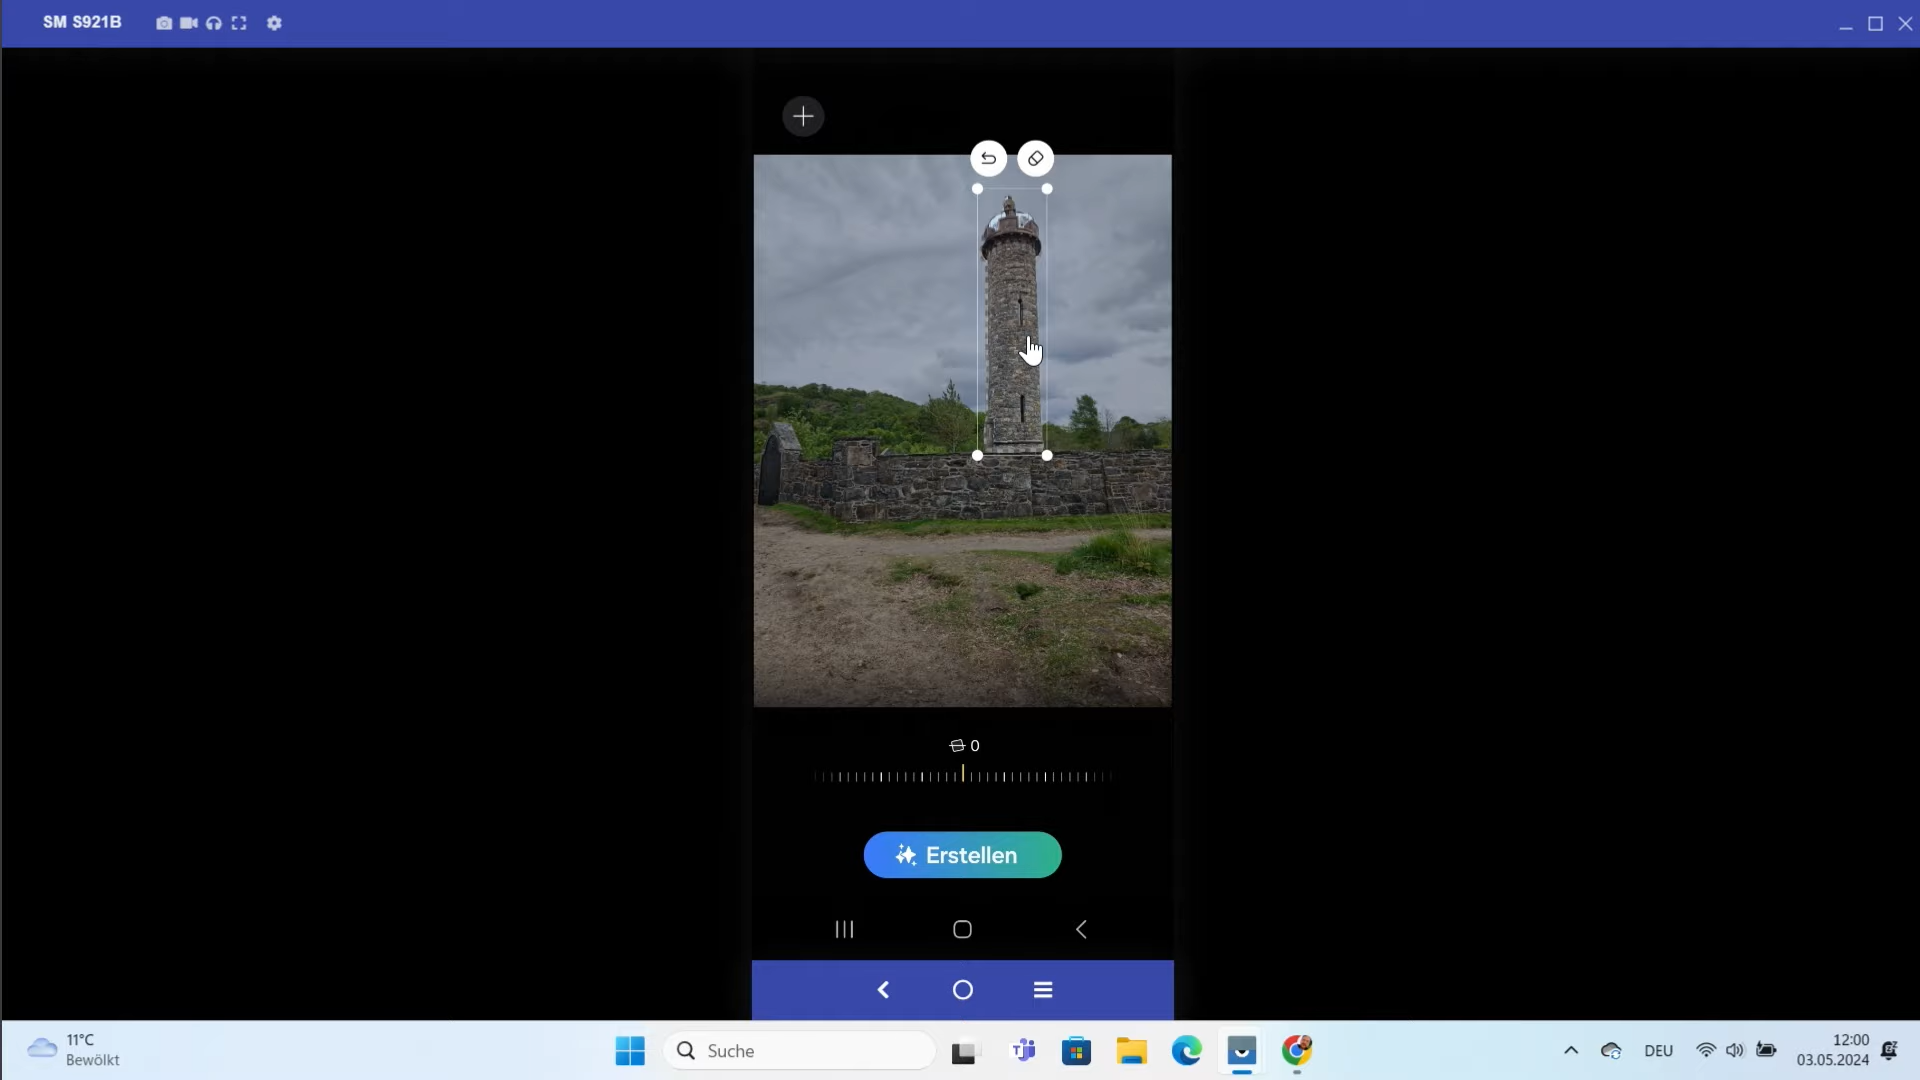 SM S921B
0
Erstellen
11°C
Bewölkt
Suche
DEU
12:00
03.05.2024